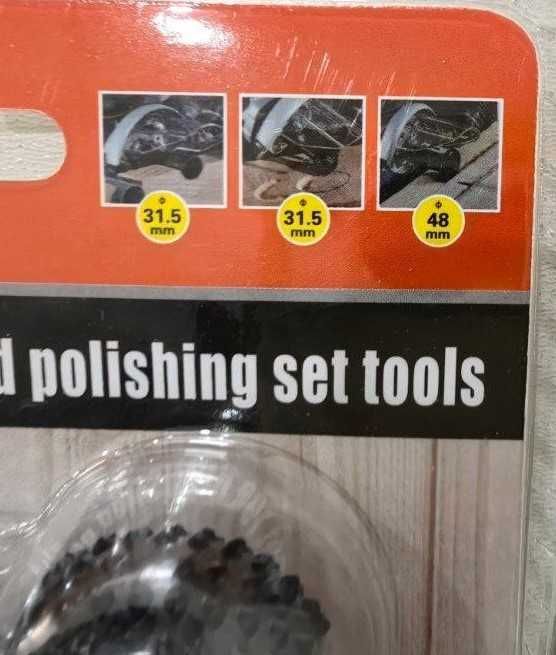 Φ
31.5
mm
Φ
31.5
mm
Φ
48
mm
d polishing set tools